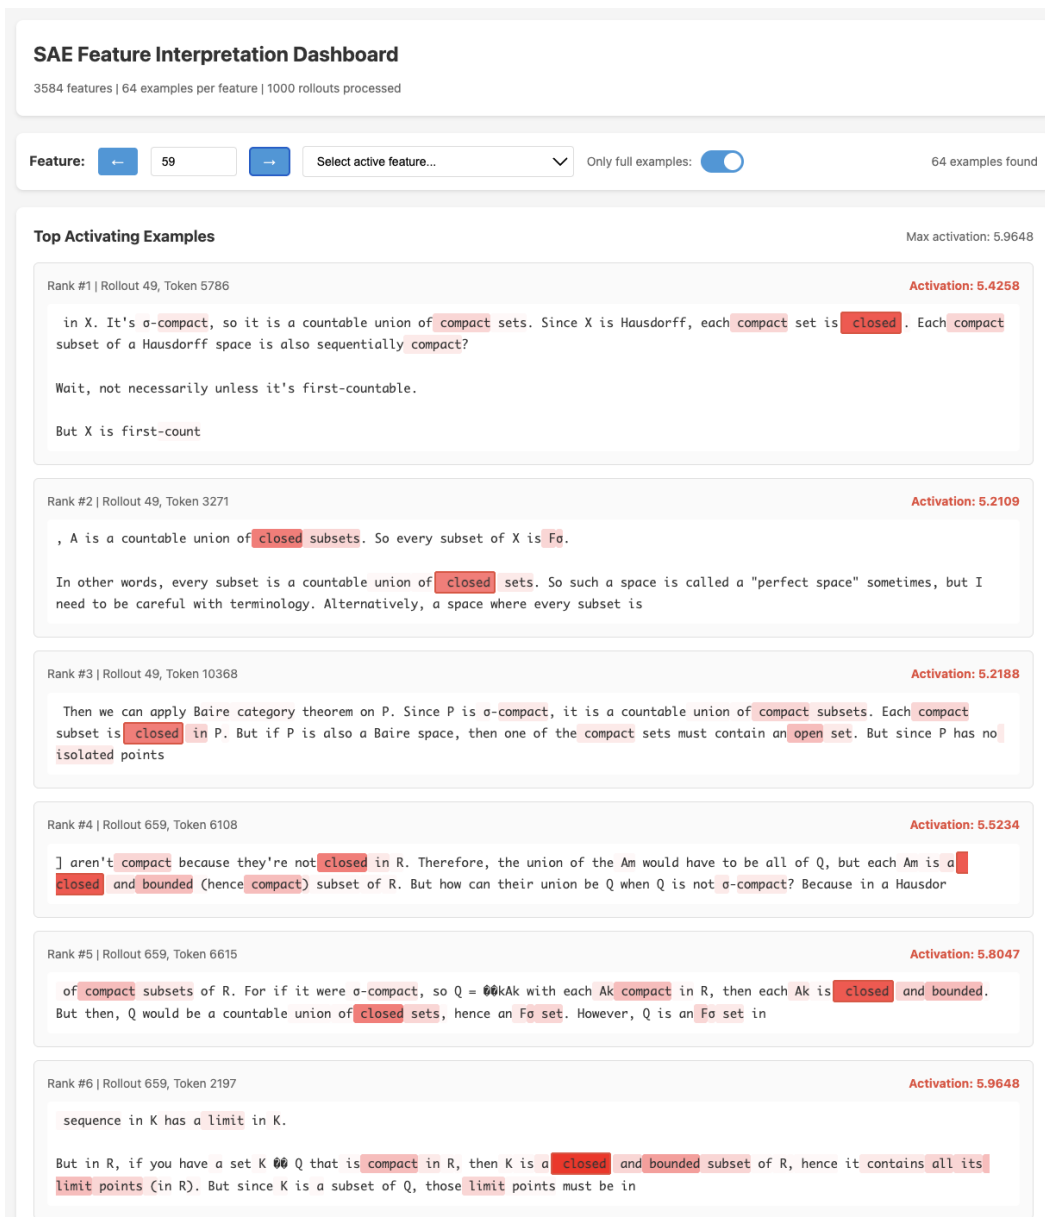 SAE Feature Interpretation Dashboard
3584 features | 64 examples per feature | 1000 rollouts processed
Feature: ← 59 → Select active feature... Only full examples: 64 examples found
Top Activating Examples Max activation: 5.9648
Rank #1 | Rollout 49, Token 5786 Activation: 5.4258
in X. It's σ-compact, so it is a countable union of compact sets. Since X is Hausdorff, each compact set is closed. Each compact
subset of a Hausdorff space is also sequentially compact?
Wait, not necessarily unless it's first-countable.
But X is first-count
Rank #2 | Rollout 49, Token 3271 Activation: 5.2109
, A is a countable union of closed subsets. So every subset of X is Fσ.
In other words, every subset is a countable union of closed sets. So such a space is called a "perfect space" sometimes, but I
need to be careful with terminology. Alternatively, a space where every subset is
Rank #3 | Rollout 49, Token 10368 Activation: 5.2188
Then we can apply Baire category theorem on P. Since P is σ-compact, it is a countable union of compact subsets. Each compact
subset is closed in P. But if P is also a Baire space, then one of the compact sets must contain an open set. But since P has no
isolated points
Rank #4 | Rollout 659, Token 6108 Activation: 5.5234
] aren't compact because they're not closed in R. Therefore, the union of the Am would have to be all of Q, but each Am is a
closed and bounded (hence compact) subset of R. But how can their union be Q when Q is not σ-compact? Because in a Hausdor
Rank #5 | Rollout 659, Token 6615 Activation: 5.8047
of compact subsets of R. For if it were σ-compact, so Q = ��kAk with each Ak compact in R, then each Ak is closed and bounded.
But then, Q would be a countable union of closed sets, hence an Fσ set. However, Q is an Fσ set in
Rank #6 | Rollout 659, Token 2197 Activation: 5.9648
sequence in K has a limit in K.
But in R, if you have a set K �� Q that is compact in R, then K is a closed and bounded subset of R, hence it contains all its
limit points (in R). But since K is a subset of Q, those limit points must be in